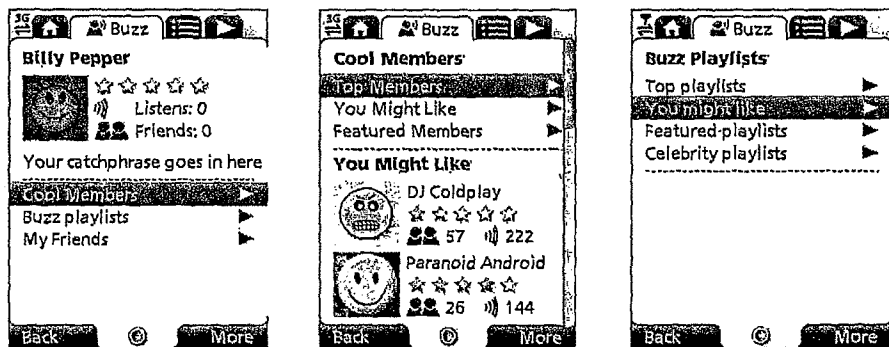 3G
Buzz
Billy Pepper
Listens: 0
Friends: 0
Your catchphrase goes in here
Cool Members
Buzz playlists
My Friends
Back
More
3G
Buzz
Cool Members
Top Members
You Might Like
Featured Members
You Might Like
DJ Coldplay
57 222
Paranoid Android
26 144
Back
More
Buzz
Buzz Playlists
Top playlists
You might like
Featured playlists
Celebrity playlists
Back
More